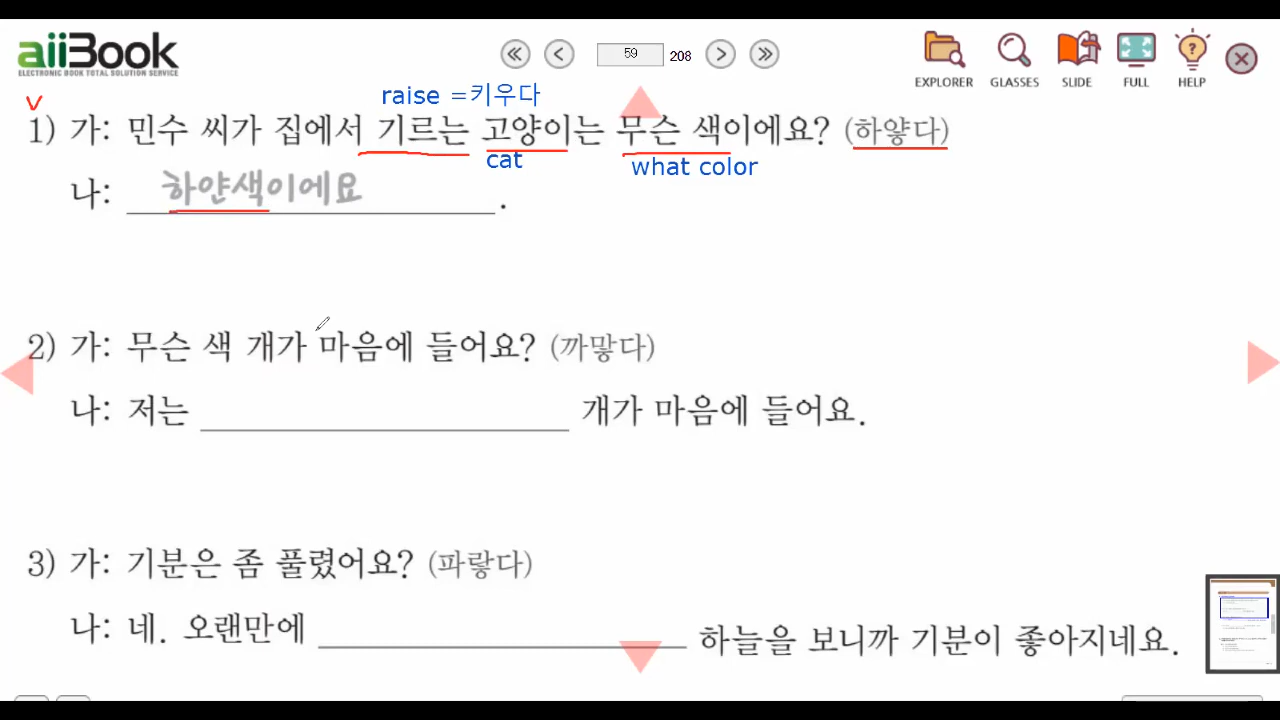 aiiBook
ELECTRONIC BOOK TOTAL SOLUTION SERVICE
59 208
EXPLORER GLASSES SLIDE FULL HELP
v raise =키우다
1) 가: 민수 씨가 집에서 기르는 고양이는 무슨 색이에요? (하얗다)
cat what color
나: 하얀색이에요.
2) 가: 무슨 색 개가 마음에 들어요? (까맣다)
나: 저는 개가 마음에 들어요.
3) 가: 기분은 좀 풀렸어요? (파랗다)
나: 네. 오랜만에 하늘을 보니까 기분이 좋아지네요.